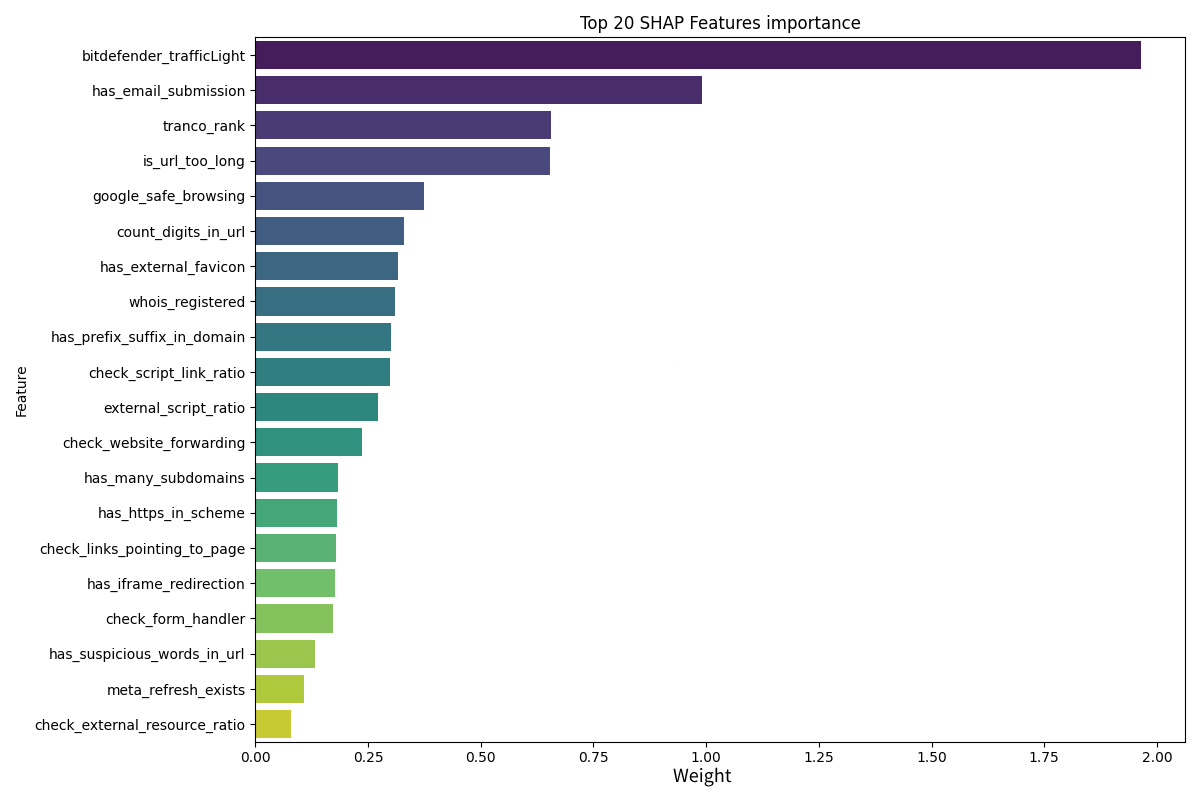 Top 20 SHAP Features importance
bitdefender_trafficLight
has_email_submission
tranco_rank
is_url_too_long
google_safe_browsing
count_digits_in_url
has_external_favicon
whois_registered
has_prefix_suffix_in_domain
check_script_link_ratio
external_script_ratio
check_website_forwarding
has_many_subdomains
has_https_in_scheme
check_links_pointing_to_page
has_iframe_redirection
check_form_handler
has_suspicious_words_in_url
meta_refresh_exists
check_external_resource_ratio
Feature
0.00 0.25 0.50 0.75 1.00 1.25 1.50 1.75 2.00
Weight